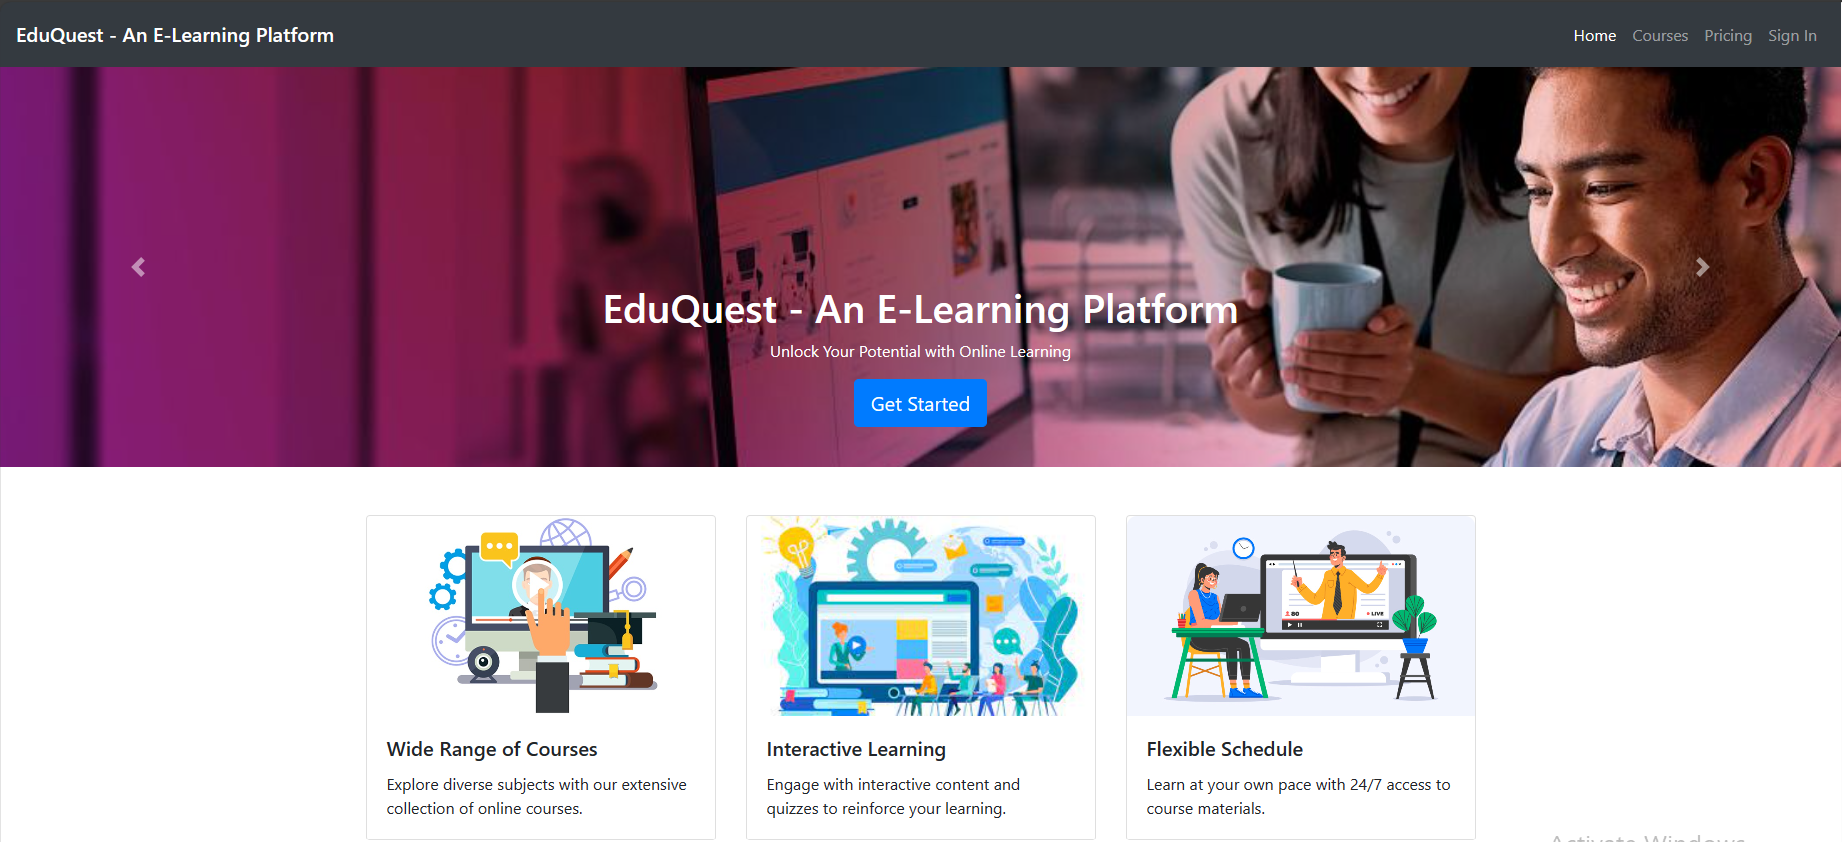 EduQuest - An E-Learning Platform
Home Courses Pricing Sign In
EduQuest - An E-Learning Platform
Unlock Your Potential with Online Learning
Get Started
80
LIVE
Wide Range of Courses
Explore diverse subjects with our extensive
collection of online courses.
Interactive Learning
Engage with interactive content and
quizzes to reinforce your learning.
Flexible Schedule
Learn at your own pace with 24/7 access to
course materials.
Activate Windows